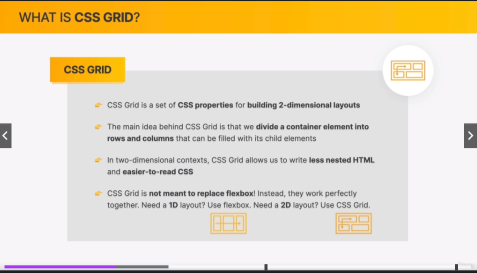 WHAT IS CSS GRID?
CSS GRID
CSS Grid is a set of CSS properties for building 2-dimensional layouts
The main idea behind CSS Grid is that we divide a container element into
rows and columns that can be filled with its child elements
In two-dimensional contexts, CSS Grid allows us to write less nested HTML
and easier-to-read CSS
CSS Grid is not meant to replace flexbox! Instead, they work perfectly
together. Need a 1D layout? Use flexbox. Need a 2D layout? Use CSS Grid.